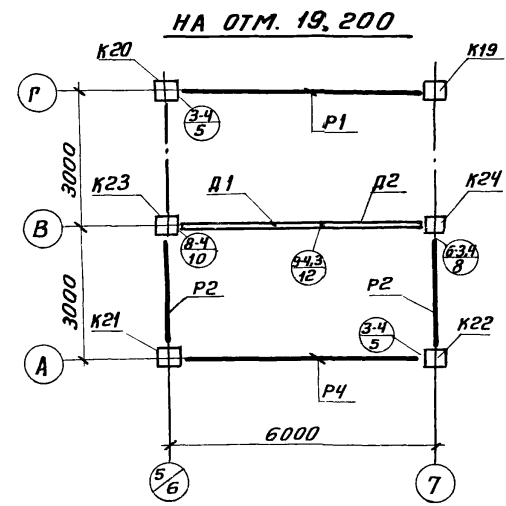 НА ОТМ. 19,200
К20
К19
Г
3-4
5
Р1
3000
К23
Д1
Д2
К24
В
8-4
10
9-4,3
12
6-3,4
8
3000
Р2
Р2
К21
3-4
5
К22
А
Р4
6000
5
6
7